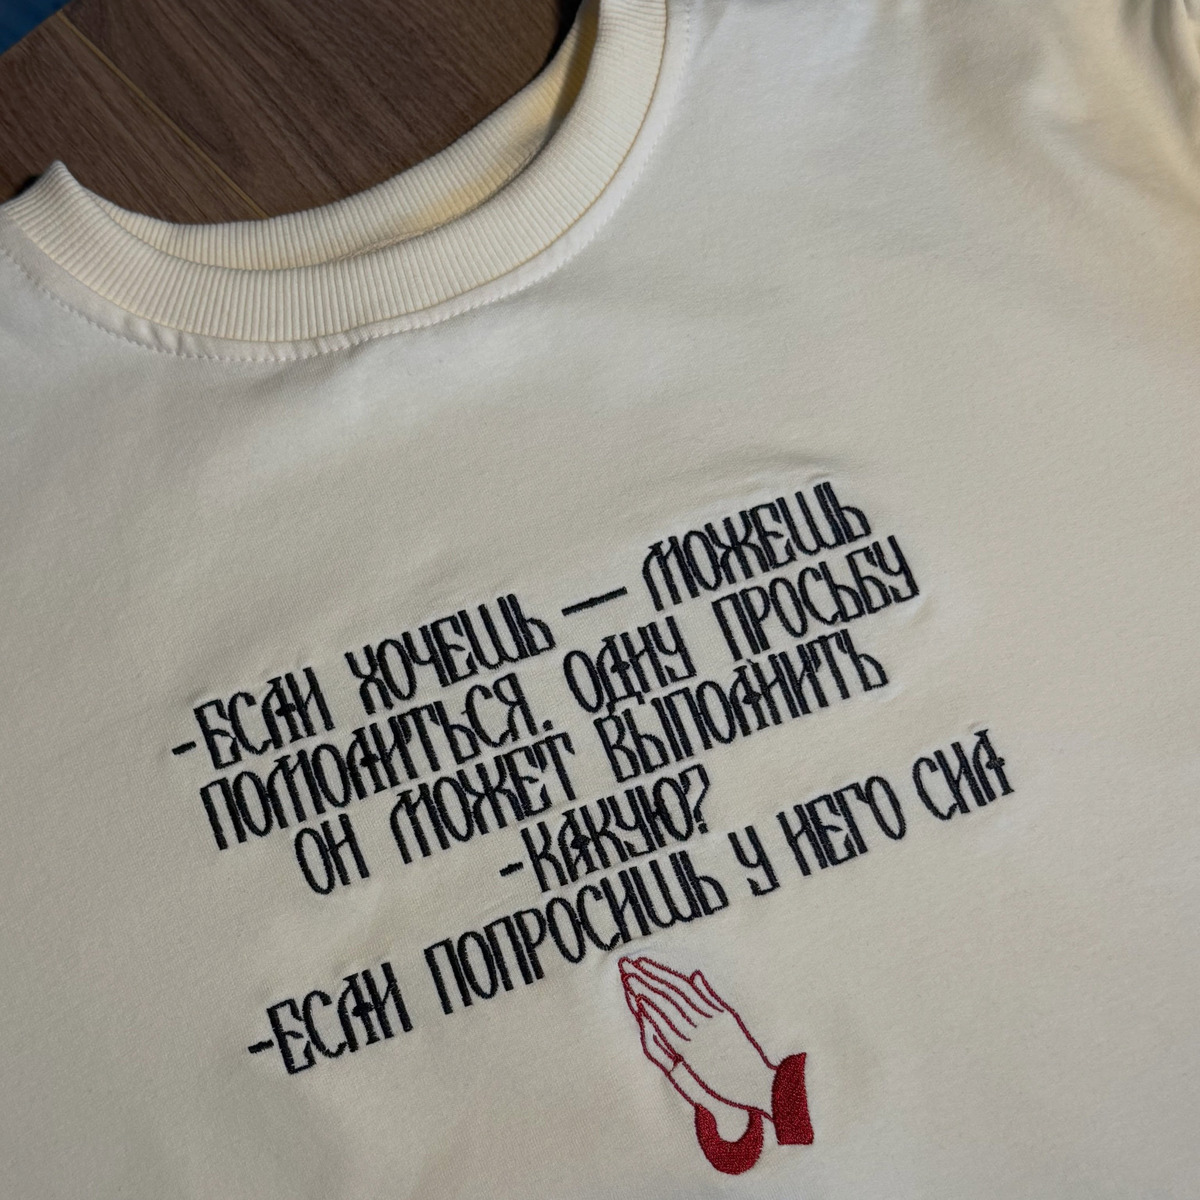 -ЕСЛИ ХОЧЕШЬ — МОЖЕШЬ
ПОМОЛИТЬСЯ. ОДНУ ПРОСЬБУ
ОН МОЖЕТ ВЫПОЛНИТЬ
-КАКУЮ?
-ЕСЛИ ПОПРОСИШЬ У НЕГО СИЛ